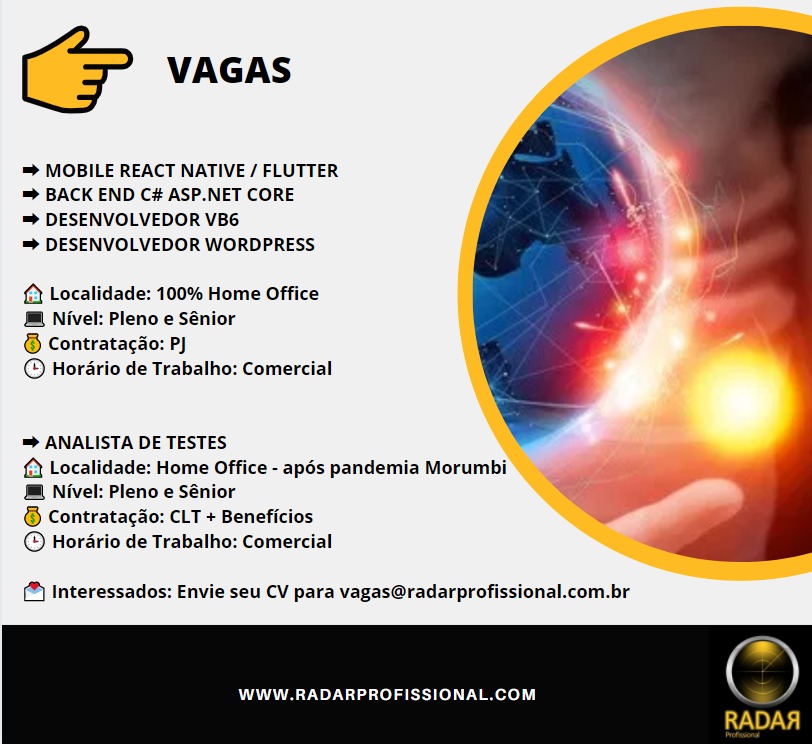 VAGAS
➡ MOBILE REACT NATIVE / FLUTTER
➡ BACK END C# ASP.NET CORE
➡ DESENVOLVEDOR VB6
➡ DESENVOLVEDOR WORDPRESS
🏠 Localidade: 100% Home Office
💻 Nível: Pleno e Sênior
💰 Contratação: PJ
🕒 Horário de Trabalho: Comercial
➡ ANALISTA DE TESTES
🏠 Localidade: Home Office - após pandemia Morumbi
💻 Nível: Pleno e Sênior
💰 Contratação: CLT + Benefícios
🕒 Horário de Trabalho: Comercial
💌 Interessados: Envie seu CV para vagas@radarprofissional.com.br
WWW.RADARPROFISSIONAL.COM
RADAR
Profissional